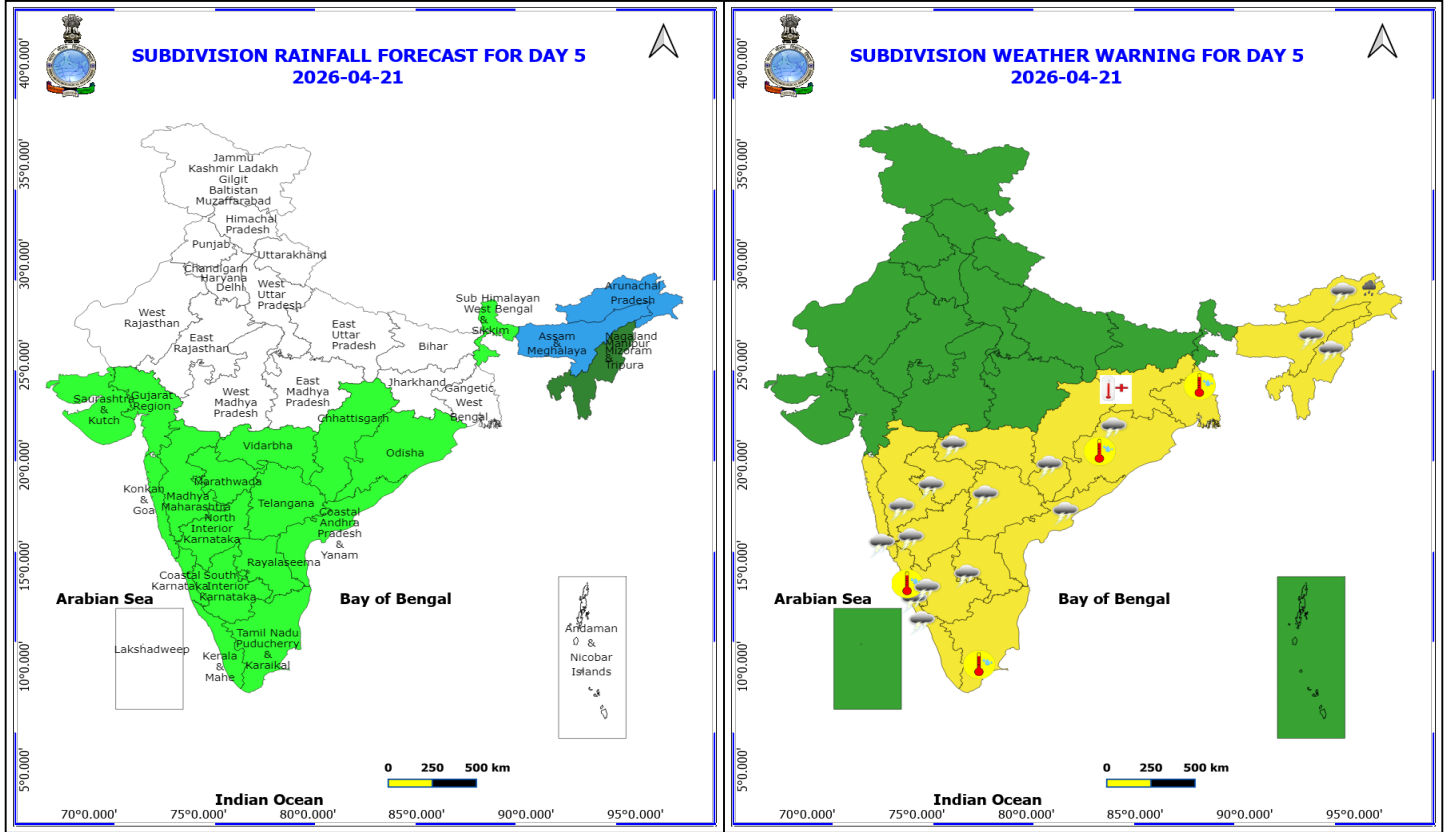 SUBDIVISION RAINFALL FORECAST FOR DAY 5
2026-04-21
40°0.000'
35°0.000'
30°0.000'
25°0.000'
20°0.000'
15°0.000'
10°0.000'
5°0.000'
Jammu
Kashmir Ladakh
Gilgit
Baltistan
Muzaffarabad
Himachal
Pradesh
Punjab
Uttarakhand
Chandigarh
Haryana
Delhi
West
Uttar
Pradesh
West
Rajasthan
East
Rajasthan
East
Uttar
Pradesh
Bihar
Sub Himalayan
West Bengal
&
Sikkim
Arunachal
Pradesh
Assam
&
Meghalaya
Nagaland
Manipur
Mizoram
&
Tripura
Jharkhand
Gangetic
West
Bengal
East
Madhya
Pradesh
West
Madhya
Pradesh
Gujarat
Region
Saurashtra
&
Kutch
Chhattisgarh
Vidarbha
Odisha
Marathwada
Konkan
&
Goa
Madhya
Maharashtra
Telangana
North
Interior
Karnataka
Coastal
Andhra
Pradesh
&
Yanam
Rayalaseema
Coastal
Karnataka
South
Interior
Karnataka
Arabian Sea
Bay of Bengal
Lakshadweep
Tamil Nadu
Puducherry
&
Karaikal
Kerala
&
Mahe
Andaman
&
Nicobar
Islands
0 250 500 km
Indian Ocean
70°0.000' 75°0.000' 80°0.000' 85°0.000' 90°0.000' 95°0.000'
SUBDIVISION WEATHER WARNING FOR DAY 5
2026-04-21
40°0.000'
35°0.000'
30°0.000'
25°0.000'
20°0.000'
15°0.000'
10°0.000'
5°0.000'
Arabian Sea
Bay of Bengal
0 250 500 km
Indian Ocean
70°0.000' 75°0.000' 80°0.000' 85°0.000' 90°0.000' 95°0.000'